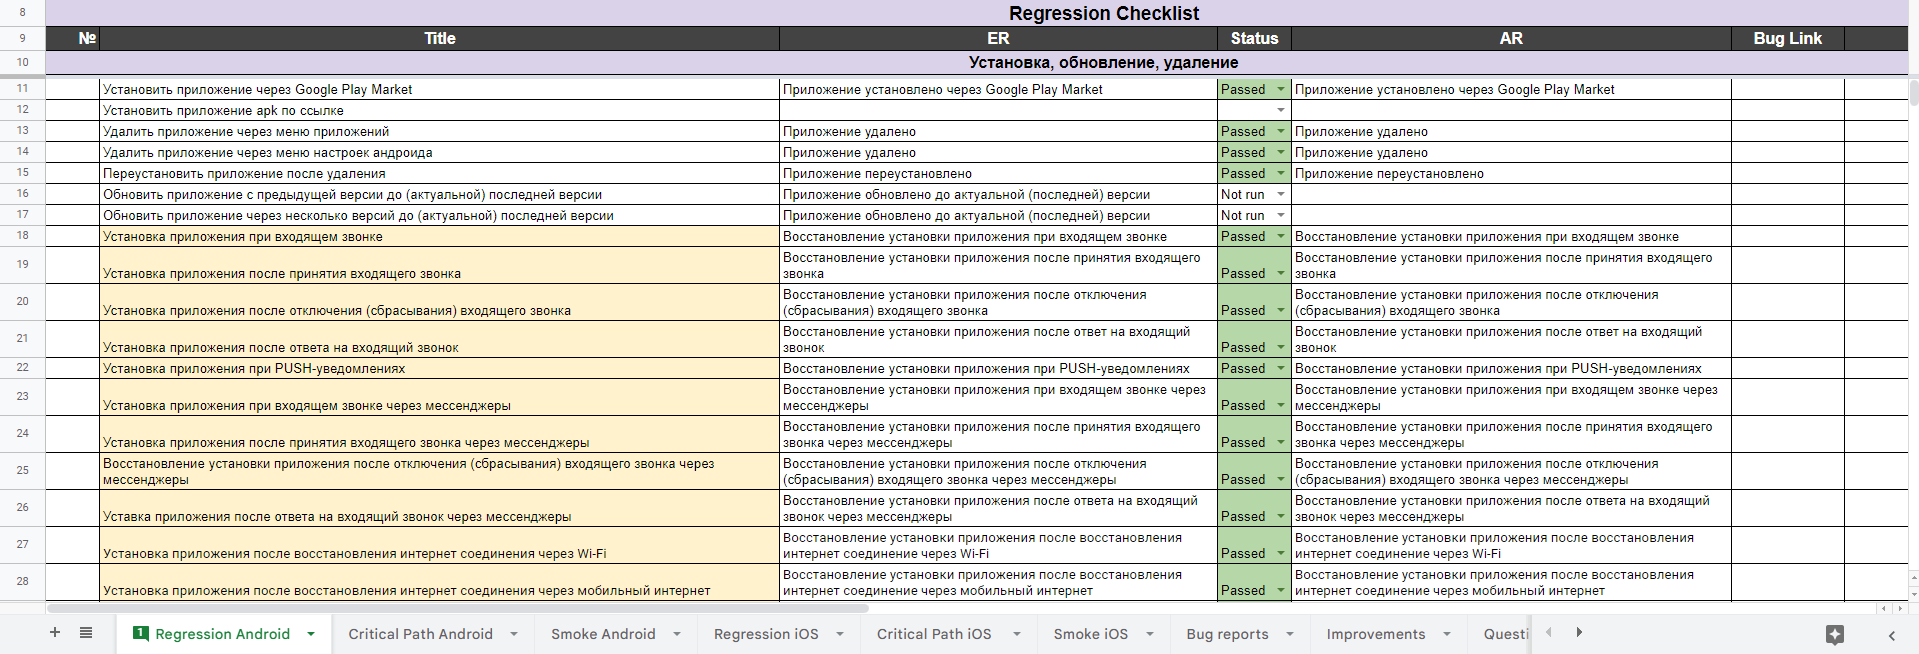 8 Regression Checklist
9 № Title ER Status AR Bug Link
10 Установка, обновление, удаление
11 Установить приложение через Google Play Market Приложение установлено через Google Play Market Passed Приложение установлено через Google Play Market
12 Установить приложение apk по ссылке
13 Удалить приложение через меню приложений Приложение удалено Passed Приложение удалено
14 Удалить приложение через меню настроек андроида Приложение удалено Passed Приложение удалено
15 Переустановить приложение после удаления Приложение переустановлено Passed Приложение переустановлено
16 Обновить приложение с предыдущей версии до (актуальной) последней версии Приложение обновлено до актуальной (последней) версии Not run
17 Обновить приложение через несколько версий до (актуальной) последней версии Приложение обновлено до актуальной (последней) версии Not run
18 Установка приложения при входящем звонке Восстановление установки приложения при входящем звонке Passed Восстановление установки приложения при входящем звонке
19 Восстановление установки приложения после принятия входящего Восстановление установки приложения после принятия входящего
Установка приложения после принятия входящего звонка звонка Passed звонка
20 Восстановление установки приложения после отключения Восстановление установки приложения после отключения
Установка приложения после отключения (сбрасывания) входящего звонка (сбрасывания) входящего звонка Passed (сбрасывания) входящего звонка
21 Восстановление установки приложения после ответ на входящий Восстановление установки приложения после ответ на входящий
Установка приложения после ответа на входящий звонок звонок Passed звонок
22 Установка приложения при PUSH-уведомлениях Восстановление установки приложения при PUSH-уведомлениях Passed Восстановление установки приложения при PUSH-уведомлениях
23 Восстановление установки приложения при входящем звонке через Восстановление установки приложения при входящем звонке через
Установка приложения при входящем звонке через мессенджеры мессенджеры Passed мессенджеры
24 Восстановление установки приложения после принятия входящего Восстановление установки приложения после принятия входящего
Установка приложения после принятия входящего звонка через мессенджеры звонка через мессенджеры Passed звонка через мессенджеры
25 Восстановление установки приложения после отключения (сбрасывания) входящего звонка через Восстановление установки приложения после отключения Восстановление установки приложения после отключения
мессенджеры (сбрасывания) входящего звонка через мессенджеры Passed (сбрасывания) входящего звонка через мессенджеры
26 Восстановление установки приложения после ответа на входящий Восстановление установки приложения после ответа на входящий
Уставка приложения после ответа на входящий звонок через мессенджеры звонок через мессенджеры Passed звонок через мессенджеры
27 Восстановление установки приложения после восстановления Восстановление установки приложения после восстановления
Установка приложения после восстановления интернет соединения через Wi-Fi интернет соединение через Wi-Fi Passed интернет соединение через Wi-Fi
28 Восстановление установки приложения после восстановления Восстановление установки приложения после восстановления
Установка приложения после восстановления интернет соединения через мобильный интернет интернет соединения через мобильный интернет Passed интернет соединения через мобильный интернет
1 Regression Android Critical Path Android Smoke Android Regression iOS Critical Path iOS Smoke iOS Bug reports Improvements Questi